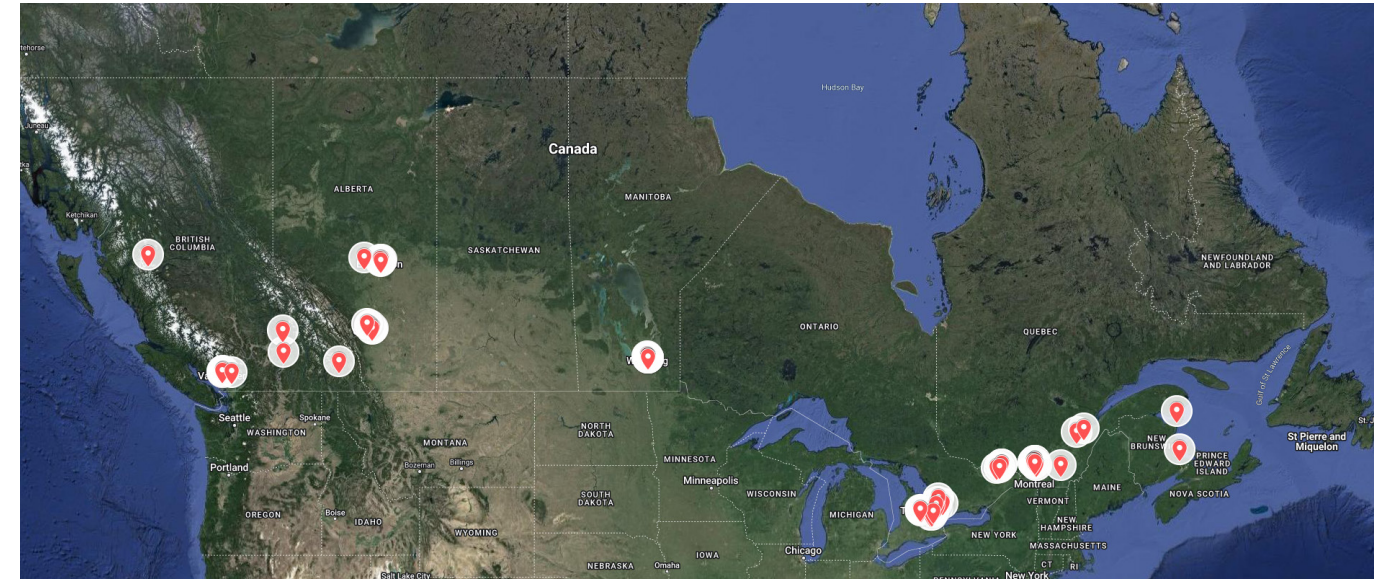 tehorse
Hudson Bay
Juneau
Canada
ALBERTA
MANITOBA
Ketchikan
BRITISH
COLUMBIA
SASKATCHEWAN
NEWFOUNDLAND
AND LABRADOR
ONTARIO
QUEBEC
Gulf of St Lawrence
Seattle
Spokane
WASHINGTON
NORTH
DAKOTA
MONTANA
Bozeman
Billings
Portland
MINNESOTA
Minneapolis
NEW
PRINCE
EDWARD
ISLAND
St Pierre and
Miquelon
SOUTH
DAKOTA
WISCONSIN
Montreal
MAINE
NOVA SCOTIA
VERMONT
OREGON
Boise
IDAHO
MICHIGAN
NEW
HAMPSHIRE
WYOMING
NEW YORK
MASSACHUSETTS
Chicago
IOWA
CT
RI
NEBRASKA
Omaha
Salt Lake City
New York